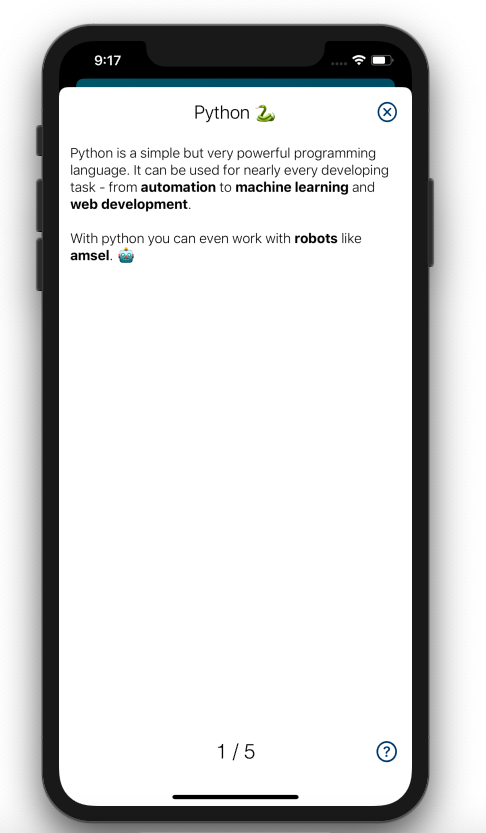 9:17
Python 🐍
Python is a simple but very powerful programming
language. It can be used for nearly every developing
task - from automation to machine learning and
web development.
With python you can even work with robots like
amsel. 🤖
1 / 5
?